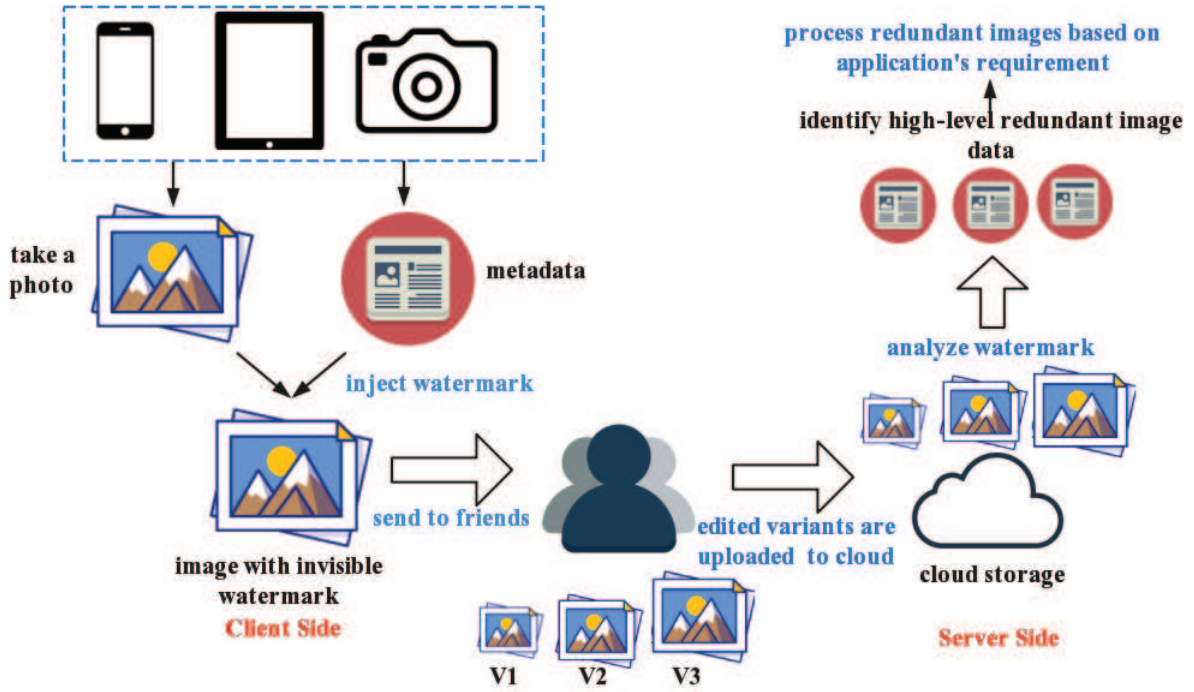 take a
photo
metadata
inject watermark
image with invisible
watermark
Client Side
send to friends
V1
V2
V3
edited variants are
uploaded to cloud
cloud storage
Server Side
analyze watermark
identify high-level redundant image
data
process redundant images based on
application's requirement